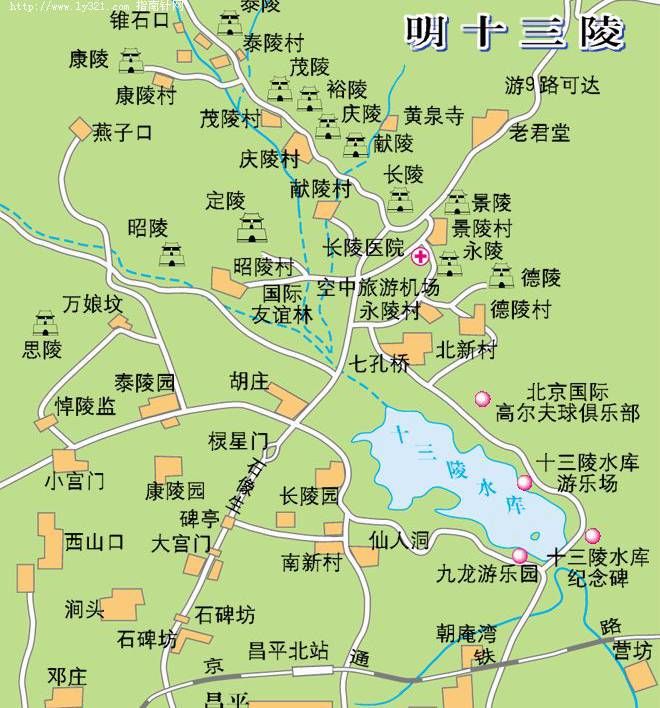 http://www.ly321.com 指南针网
明十三陵
泰陵
锥石口
泰陵村
康陵
茂陵
康陵村
裕陵
游9路可达
茂陵村
庆陵
黄泉寺
燕子口
老君堂
献陵
庆陵村
长陵
献陵村
定陵
景陵
昭陵
景陵村
长陵医院
永陵
昭陵村
德陵
国际
友谊林
空中旅游机场
万娘坟
永陵村
德陵村
思陵
七孔桥
北新村
泰陵园
胡庄
北京国际
高尔夫球俱乐部
悼陵监
棂星门
十三陵水库
小宫门
石像生
十三陵水库
游乐场
康陵园
长陵园
碑亭
西山口
大宫门
仙人洞
南新村
九龙游乐园
十三陵水库
纪念碑
涧头
石碑坊
石碑坊
朝庵湾
昌平北站
京通铁路
营坊
邓庄
昌平